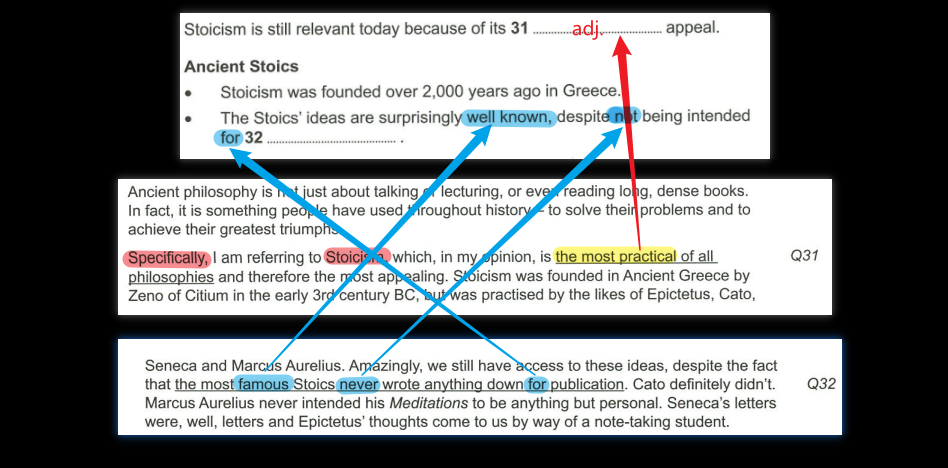 Stoicism is still relevant today because of its 31 ........adj............ appeal.
Ancient Stoics
• Stoicism was founded over 2,000 years ago in Greece.
• The Stoics' ideas are surprisingly well known, despite not being intended
for 32 ........................................ .
Ancient philosophy is not just about talking or lecturing, or even reading long, dense books.
In fact, it is something people have used throughout history – to solve their problems and to
achieve their greatest triumphs.
Specifically, I am referring to Stoicism, which, in my opinion, is the most practical of all Q31
philosophies and therefore the most appealing. Stoicism was founded in Ancient Greece by
Zeno of Citium in the early 3rd century BC, but was practised by the likes of Epictetus, Cato,
Seneca and Marcus Aurelius. Amazingly, we still have access to these ideas, despite the fact
that the most famous Stoics never wrote anything down for publication. Cato definitely didn't. Q32
Marcus Aurelius never intended his Meditations to be anything but personal. Seneca's letters
were, well, letters and Epictetus' thoughts come to us by way of a note-taking student.